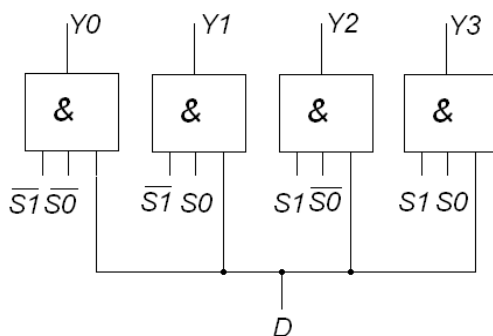 Y0 Y1 Y2 Y3
& & & &
S̅1̅ S̅0̅ S̅1̅ S0 S1 S̅0̅ S1 S0
D